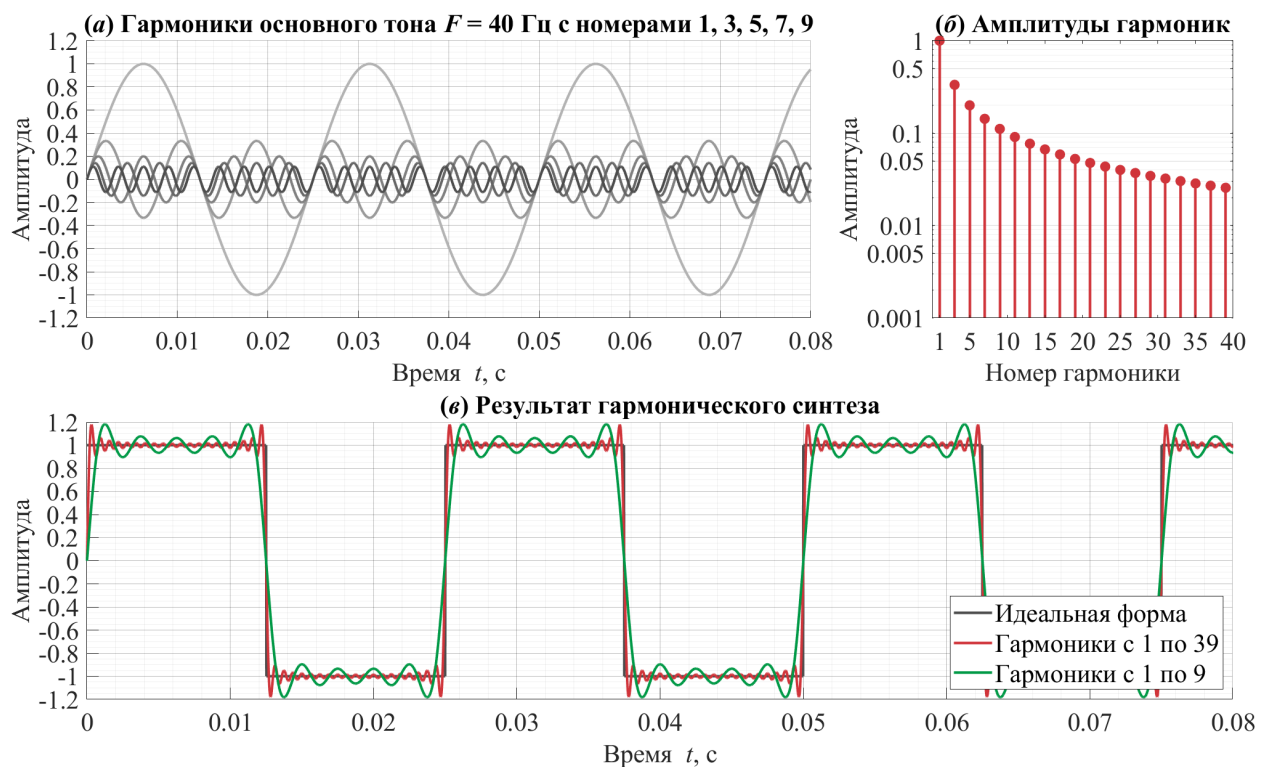 (а) Гармоники основного тона F = 40 Гц с номерами 1, 3, 5, 7, 9
1.2
1
0.8
0.6
0.4
0.2
0
-0.2
-0.4
-0.6
-0.8
-1
-1.2
Амплитуда
0 0.01 0.02 0.03 0.04 0.05 0.06 0.07 0.08
Время t, с
(б) Амплитуды гармоник
1
0.5
0.1
0.05
0.01
0.005
0.001
Амплитуда
1 5 10 15 20 25 30 35 40
Номер гармоники
(в) Результат гармонического синтеза
1.2
1
0.8
0.6
0.4
0.2
0
-0.2
-0.4
-0.6
-0.8
-1
-1.2
Амплитуда
Идеальная форма
Гармоники с 1 по 39
Гармоники с 1 по 9
0 0.01 0.02 0.03 0.04 0.05 0.06 0.07 0.08
Время t, с